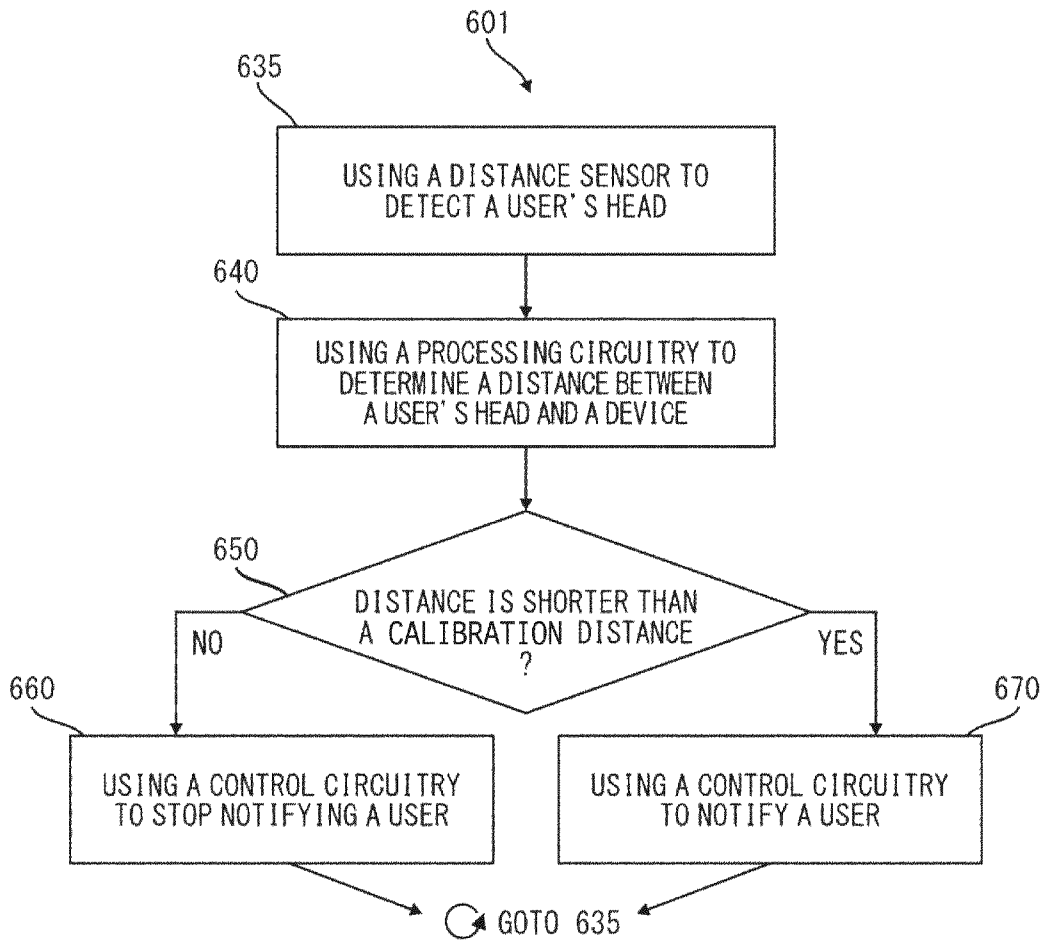 601
635
USING A DISTANCE SENSOR TO
DETECT A USER'S HEAD
640
USING A PROCESSING CIRCUITRY TO
DETERMINE A DISTANCE BETWEEN
A USER'S HEAD AND A DEVICE
650
DISTANCE IS SHORTER THAN
A CALIBRATION DISTANCE
?
NO
YES
660
USING A CONTROL CIRCUITRY
TO STOP NOTIFYING A USER
670
USING A CONTROL CIRCUITRY
TO NOTIFY A USER
GOTO 635